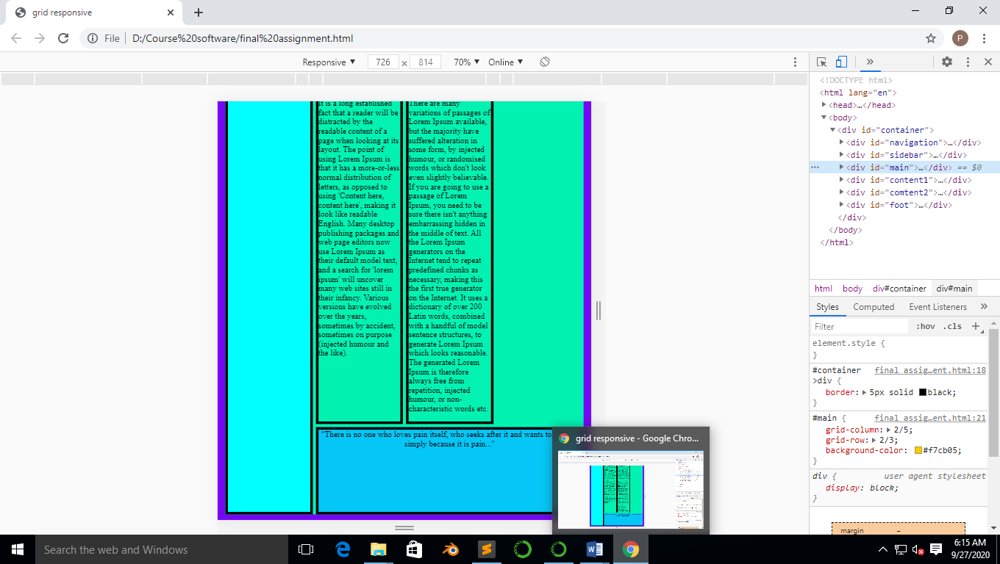 grid responsive
File
D:/Course%20software/final%20assignment.html
P
Responsive
726
×
814
70%
Online
It is a long established
fact that a reader will be
distracted by the
readable content of a
page when looking at its
layout. The point of
using Lorem Ipsum is
that it has a more-or-less
normal distribution of
letters, as opposed to
using 'Content here,
content here', making it
look like readable
English. Many desktop
publishing packages and
web page editors now
use Lorem Ipsum as
their default model text,
and a search for 'lorem
ipsum' will uncover
many web sites still in
their infancy. Various
versions have evolved
over the years,
sometimes by accident,
sometimes on purpose
(injected humour and
the like).
There are many
variations of passages of
Lorem Ipsum available,
but the majority have
suffered alteration in
some form, by injected
humour, or randomised
words which don't look
even slightly believable.
If you are going to use a
passage of Lorem
Ipsum, you need to be
sure there isn't anything
embarrassing hidden in
the middle of text. All
the Lorem Ipsum
generators on the
Internet tend to repeat
predefined chunks as
necessary, making this
the first true generator
on the Internet. It uses a
dictionary of over 200
Latin words, combined
with a handful of model
sentence structures, to
generate Lorem Ipsum
which looks reasonable.
The generated Lorem
Ipsum is therefore
always free from
repetition, injected
humour, or non-
characteristic words etc.
"There is no one who loves pain itself, who seeks after it and wants to
simply because it is pain..."
<!DOCTYPE html>
<html lang="en">
<head>…</head>
<body>
<div id="container">
<div id="navigation">…</div>
<div id="sidebar">…</div>
<div id="main">…</div> == $0
<div id="content1">…</div>
<div id="comtent2">…</div>
<div id="foot">…</div>
</div>
</body>
</html>
html body div#container div#main
Styles Computed Event Listeners
Filter :hov .cls
element.style {
}
#container final assig…ent.html:18
>div {
border: 5px solid black;
}
#main { final assig…ent.html:21
grid-column: 2/5;
grid-row: 2/3;
background-color: #f7cb05;
}
div { user agent stylesheet
display: block;
}
margin
–
grid responsive - Google Chro...
Search the web and Windows
6:15 AM
9/27/2020